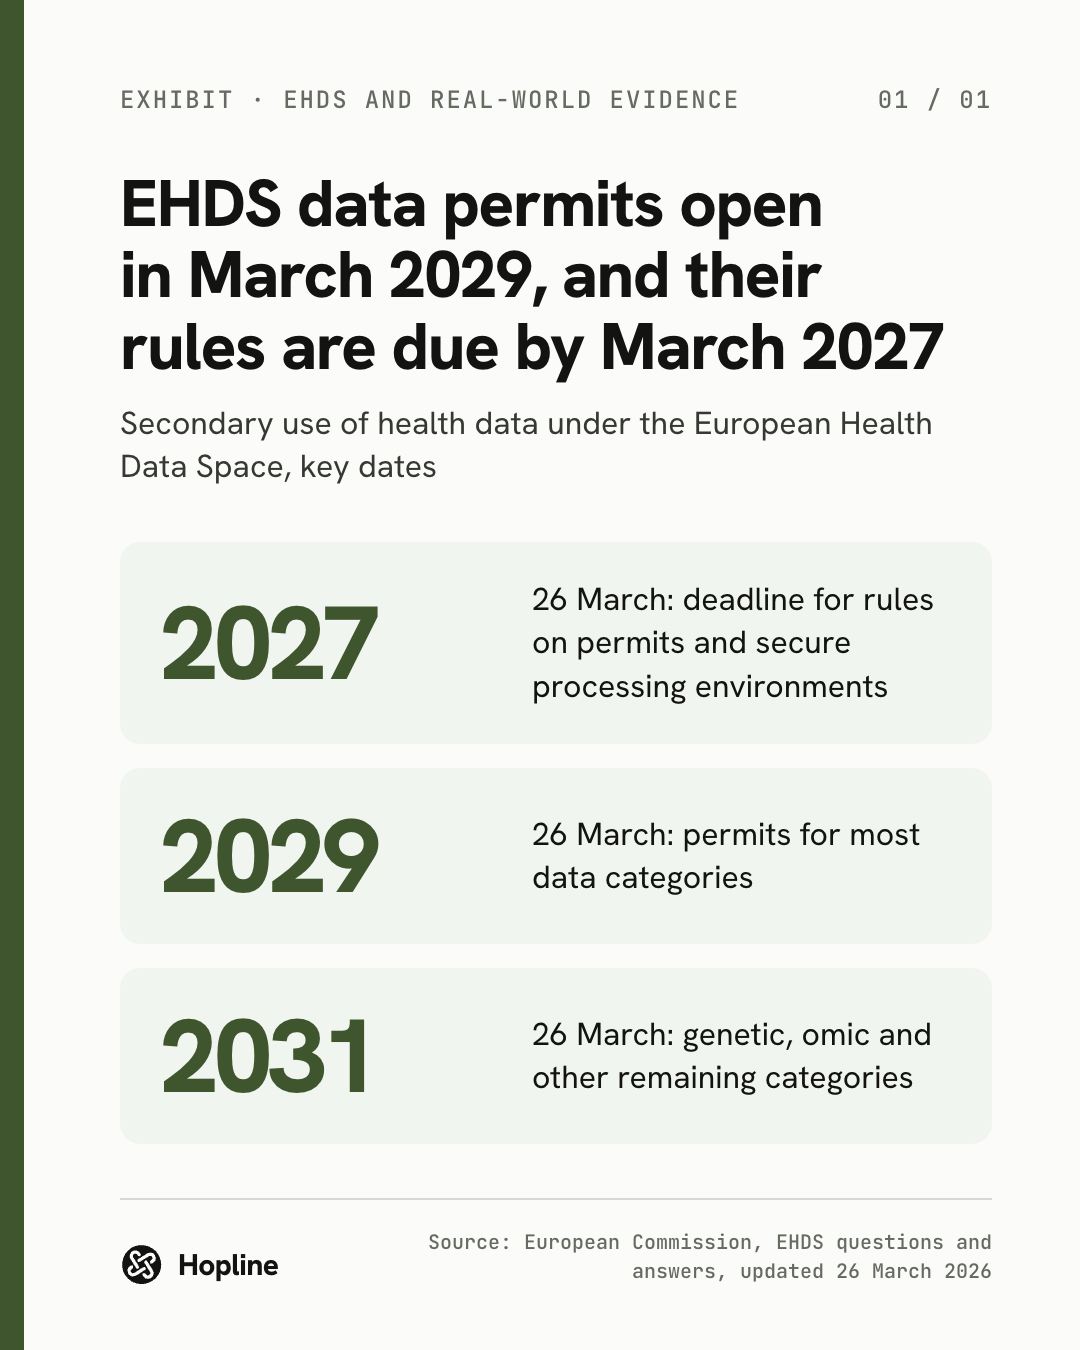 EXHIBIT · EHDS AND REAL-WORLD EVIDENCE
01 / 01
EHDS data permits open
in March 2029, and their
rules are due by March 2027
Secondary use of health data under the European Health
Data Space, key dates
2027
26 March: deadline for rules
on permits and secure
processing environments
2029
26 March: permits for most
data categories
2031
26 March: genetic, omic and
other remaining categories
Hopline
Source: European Commission, EHDS questions and
answers, updated 26 March 2026